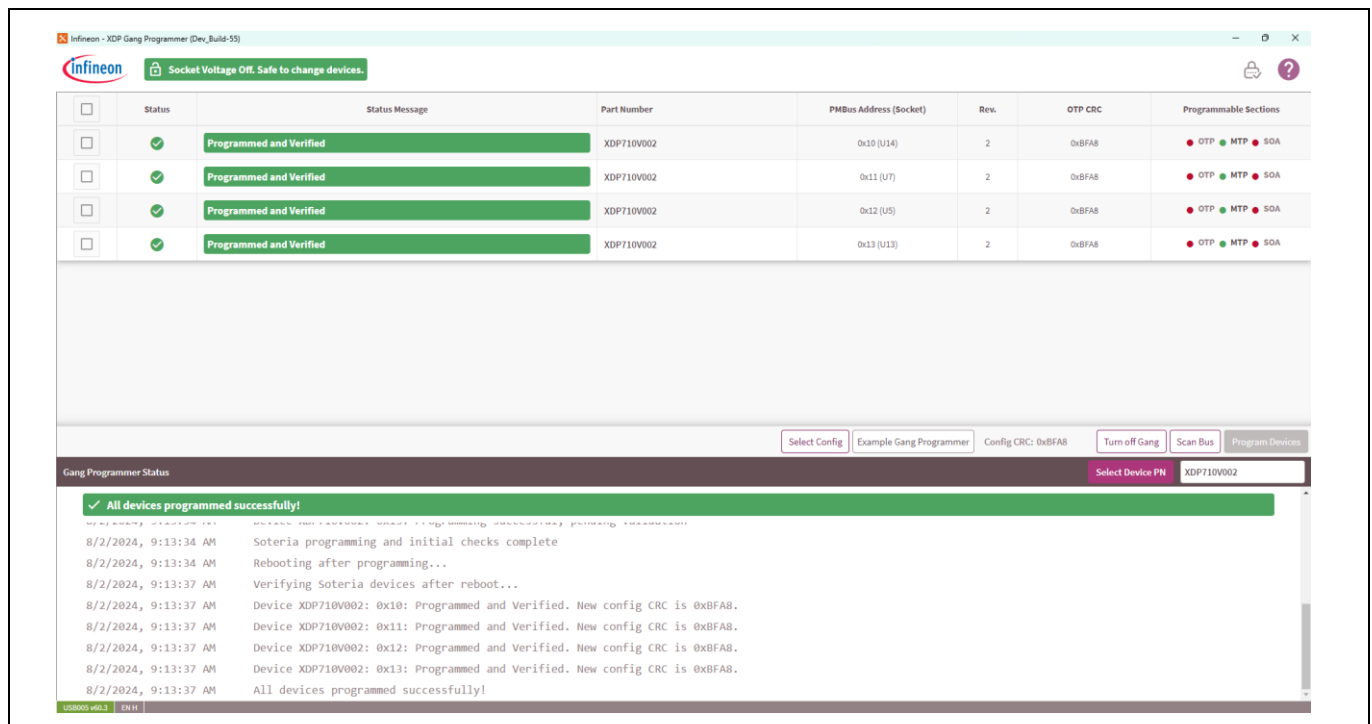 Infineon - XDP Gang Programmer (Dev_Build-55)
infineon
Socket Voltage Off. Safe to change devices.
Status Status Message Part Number PMBus Address (Socket) Rev. OTP CRC Programmable Sections
Programmed and Verified XDP710V002 0x10 (U14) 2 0xBFA8 OTP MTP SOA
Programmed and Verified XDP710V002 0x11 (U7) 2 0xBFA8 OTP MTP SOA
Programmed and Verified XDP710V002 0x12 (U5) 2 0xBFA8 OTP MTP SOA
Programmed and Verified XDP710V002 0x13 (U13) 2 0xBFA8 OTP MTP SOA
Select Config Example Gang Programmer Config CRC: 0xBFA8 Turn off Gang Scan Bus Program Devices
Gang Programmer Status Select Device PN XDP710V002
All devices programmed successfully!
8/2/2024, 9:13:34 AM Soteria programming and initial checks complete
8/2/2024, 9:13:34 AM Rebooting after programming...
8/2/2024, 9:13:37 AM Verifying Soteria devices after reboot...
8/2/2024, 9:13:37 AM Device XDP710V002: 0x10: Programmed and Verified. New config CRC is 0xBFA8.
8/2/2024, 9:13:37 AM Device XDP710V002: 0x11: Programmed and Verified. New config CRC is 0xBFA8.
8/2/2024, 9:13:37 AM Device XDP710V002: 0x12: Programmed and Verified. New config CRC is 0xBFA8.
8/2/2024, 9:13:37 AM Device XDP710V002: 0x13: Programmed and Verified. New config CRC is 0xBFA8.
8/2/2024, 9:13:37 AM All devices programmed successfully!
USB005 v60.3 EN H